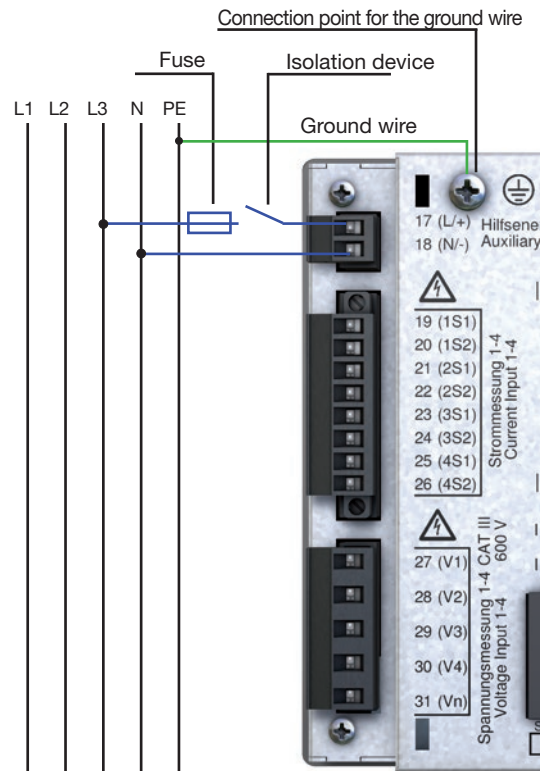 Connection point for the ground wire
Fuse
Isolation device
L1 L2 L3 N PE
Ground wire
17 (L/+)
18 (N/-)
Auxiliary
19 (1S1)
20 (1S2)
21 (2S1)
22 (2S2)
23 (3S1)
24 (3S2)
25 (4S1)
26 (4S2)
Strommessung 1-4
Current Input 1-4
27 (V1)
28 (V2)
29 (V3)
30 (V4)
31 (Vn)
Spannungsmessung 1-4 CAT III
Voltage Input 1-4 600 V